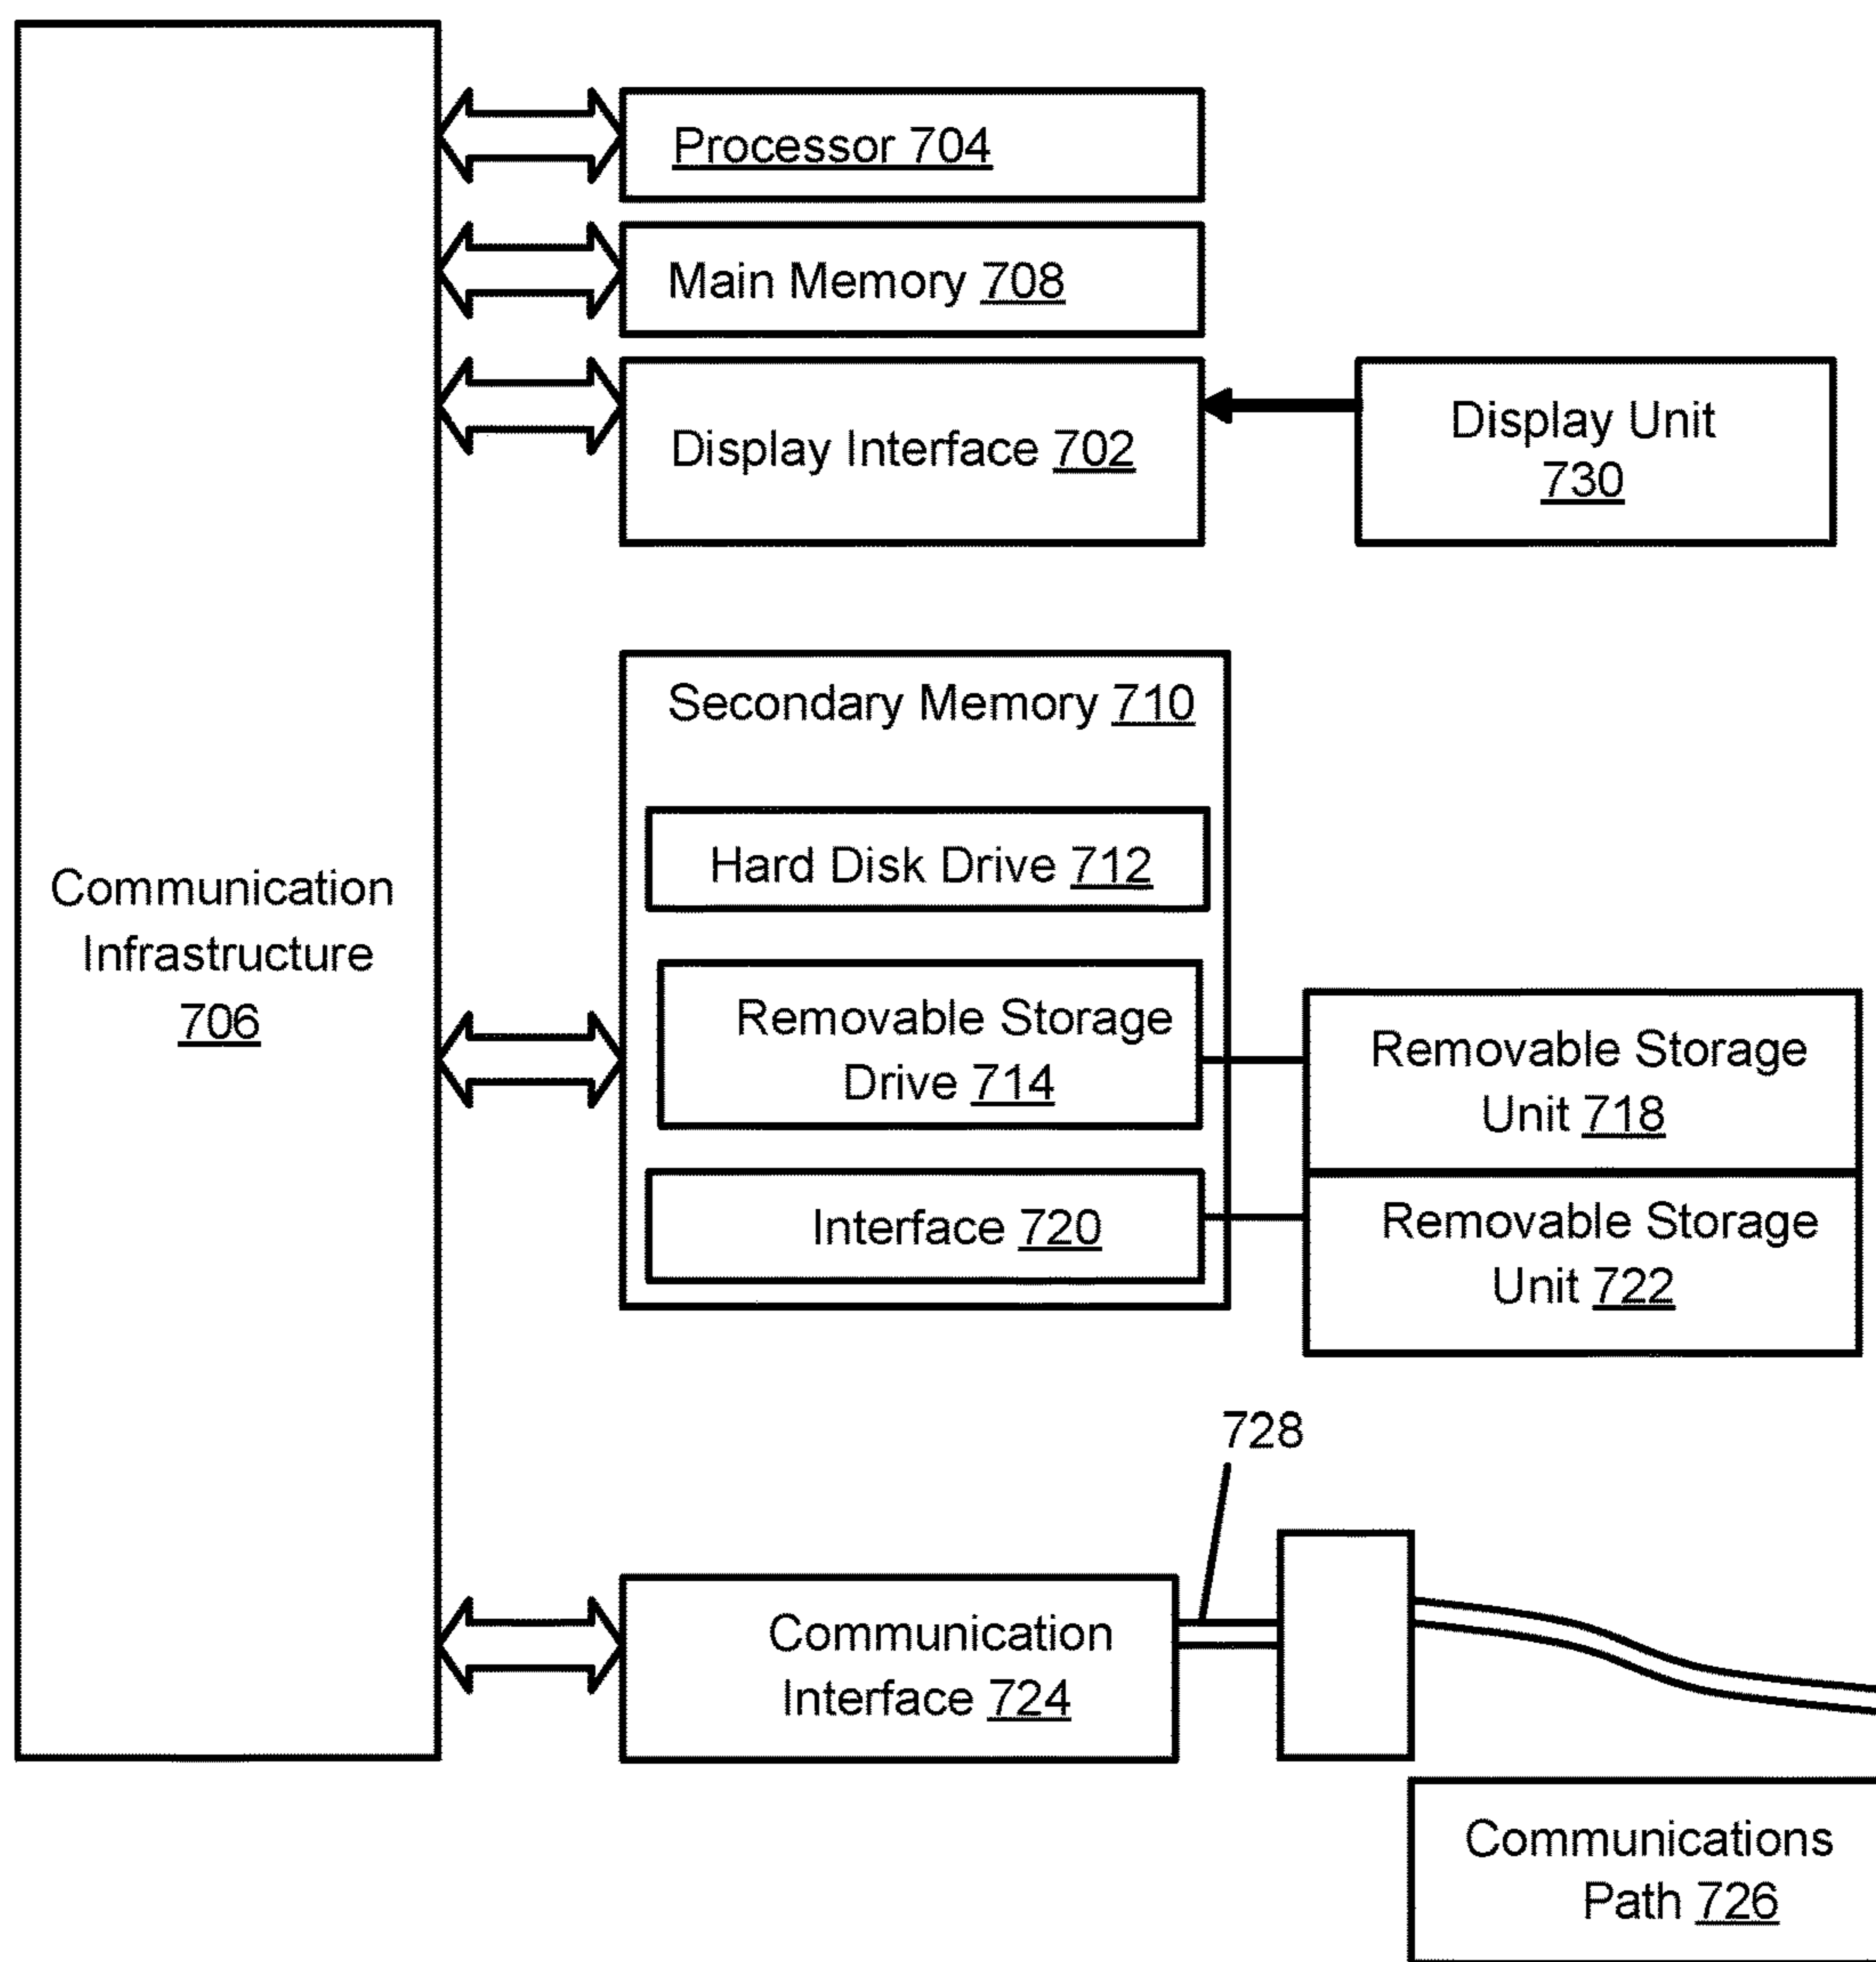 Processor 704
Main Memory 708
Display Interface 702
Display Unit
730
Secondary Memory 710
Hard Disk Drive 712
Communication
Infrastructure
706
Removable Storage
Drive 714
Removable Storage
Unit 718
Interface 720
Removable Storage
Unit 722
728
Communication
Interface 724
Communications
Path 726